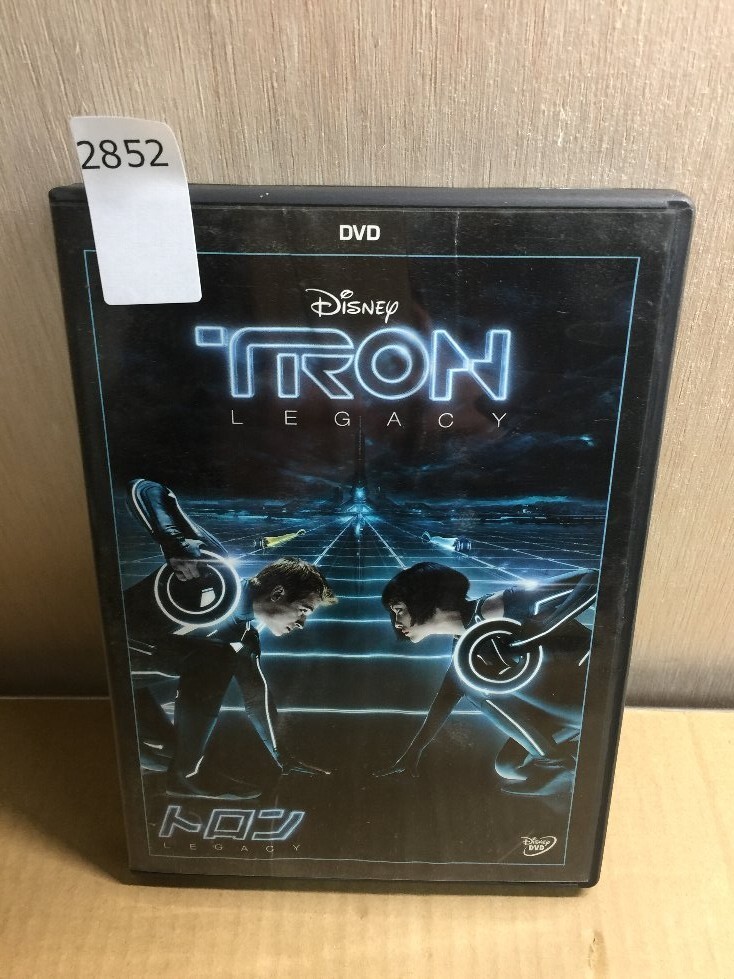 2852
DVD
Disney
TRON
LEGACY
トロン
LEGACY
Disney
DVD